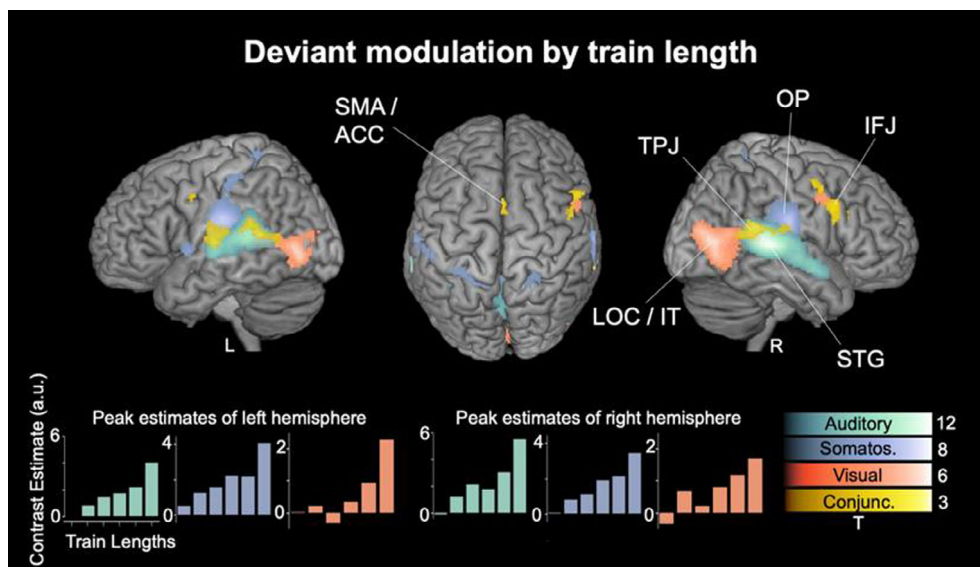 Deviant modulation by train length
SMA /
ACC
OP
TPJ
IFJ
LOC / IT
STG
L
R
Peak estimates of left hemisphere
Peak estimates of right hemisphere
Contrast Estimate (a.u.)
6
0
4
0
2
0
6
0
4
0
2
0
Train Lengths
Auditory 12
Somatos. 8
Visual 6
Conjunc. 3
T